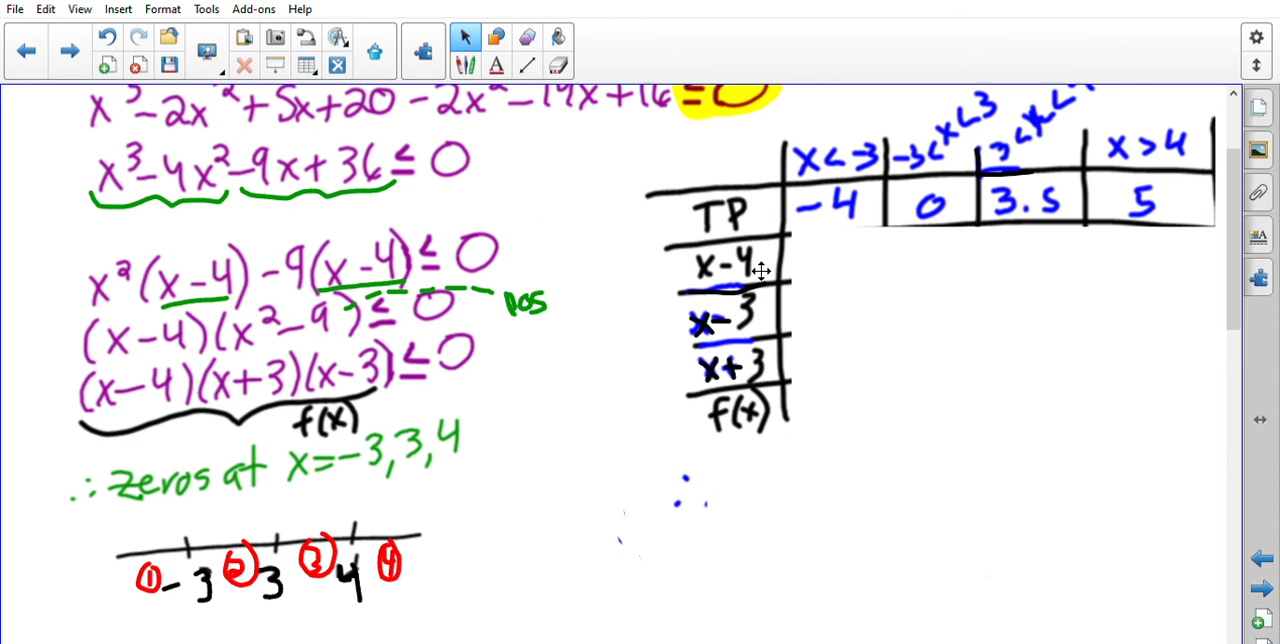 File Edit View Insert Format Tools Add-ons Help
x³-2x²+5x+20-2x²-14x+16≤0
x³-4x²-9x+36≤0
x²(x-4)-9(x-4)≤0
pos
(x-4)(x²-9)≤0
(x-4)(x+3)(x-3)≤0
f(x)
∴ zeros at x=-3,3,4
① -3 ② 3 ③ 4 ④
x<-3 -3<x<3 3<x< x>4
TP -4 0 3.5 5
x-4
x-3
x+3
f(x)
∴